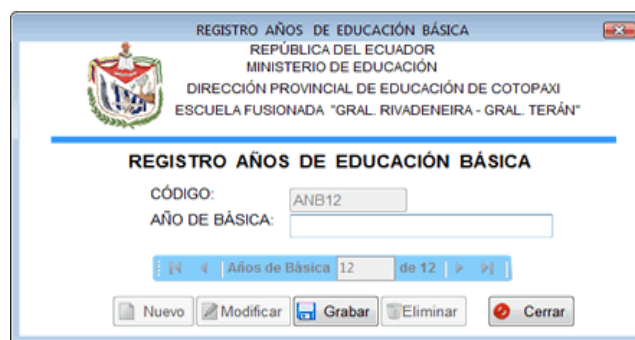 REGISTRO AÑOS DE EDUCACIÓN BÁSICA
REPÚBLICA DEL ECUADOR
MINISTERIO DE EDUCACIÓN
DIRECCIÓN PROVINCIAL DE EDUCACIÓN DE COTOPAXI
ESCUELA FUSIONADA "GRAL. RIVADENEIRA - GRAL. TERÁN"
REGISTRO AÑOS DE EDUCACIÓN BÁSICA
CÓDIGO: ANB12
AÑO DE BÁSICA:
Años de Básica 12 de 12
Nuevo Modificar Grabar Eliminar Cerrar